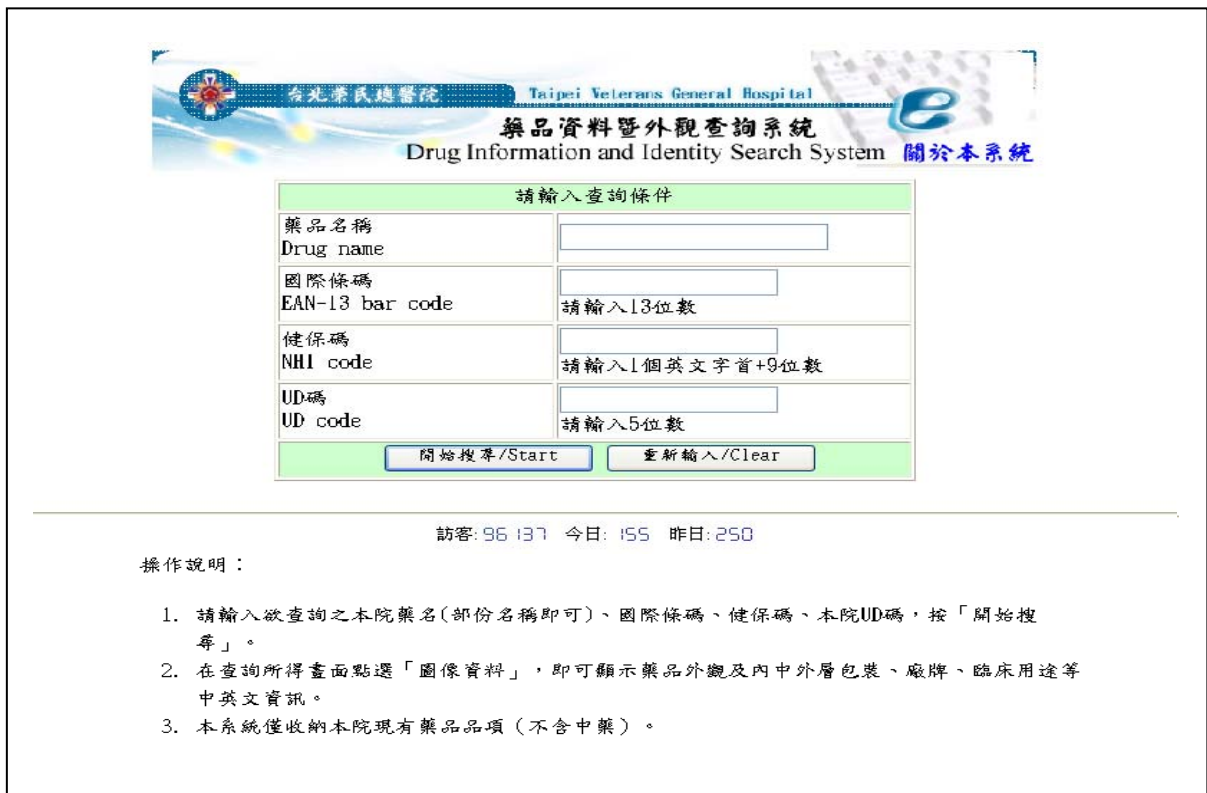 台北榮民總醫院 Taipei Veterans General Hospital
藥品資料暨外觀查詢系統
Drug Information and Identity Search System 關於本系統
請輸入查詢條件
藥品名稱
Drug name
國際條碼
EAN-13 bar code
請輸入13位數
健保碼
NHI code
請輸入1個英文字首+9位數
UD碼
UD code
請輸入5位數
開始搜尋/Start 重新輸入/Clear
訪客: 96137 今日: 155 昨日: 250
操作說明：
1. 請輸入欲查詢之本院藥名(部份名稱即可)、國際條碼、健保碼、本院UD碼，按「開始搜
尋」。
2. 在查詢所得畫面點選「圖像資料」，即可顯示藥品外觀及內中外層包裝、廠牌、臨床用途等
中英文資訊。
3. 本系統僅收納本院現有藥品品項（不含中藥）。